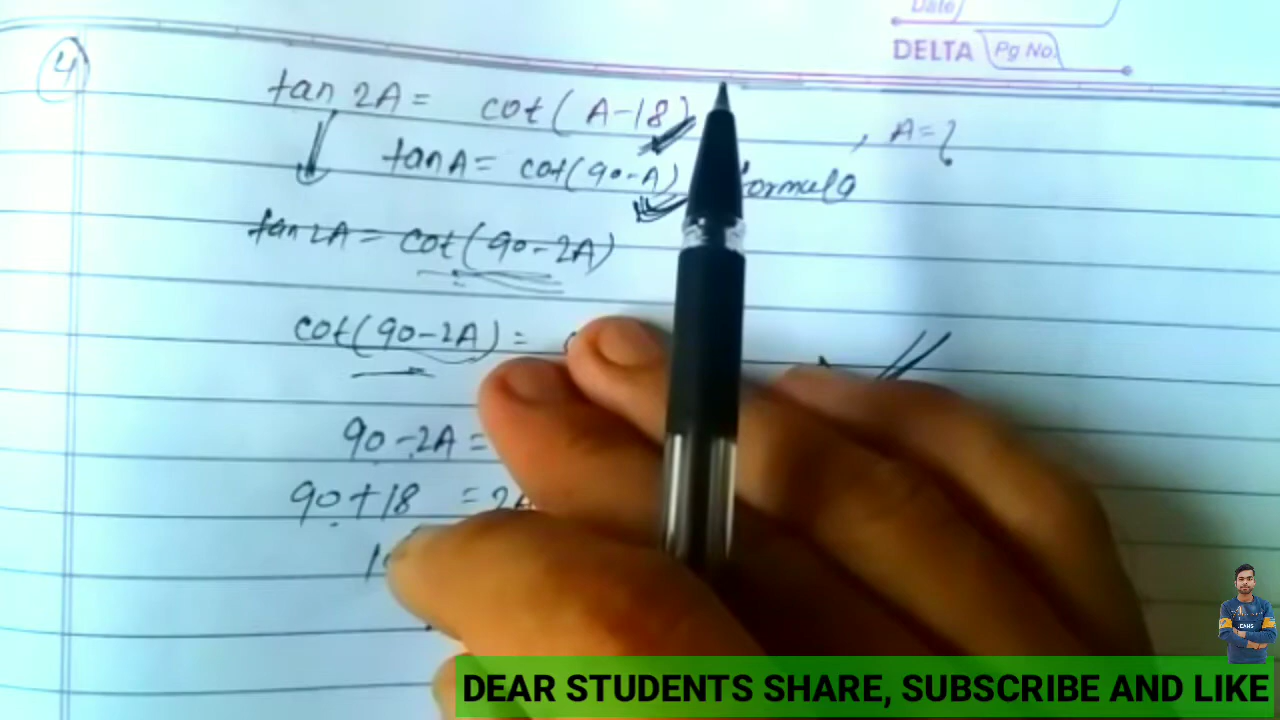 Date
DELTA Pg No.
4
tan 2A = cot(A-18) , A=?
tanA = cot(90-A) formula
tan2A = cot(90-2A)
cot(90-2A) =
90-2A =
90+18 = 2A
DEAR STUDENTS SHARE, SUBSCRIBE AND LIKE